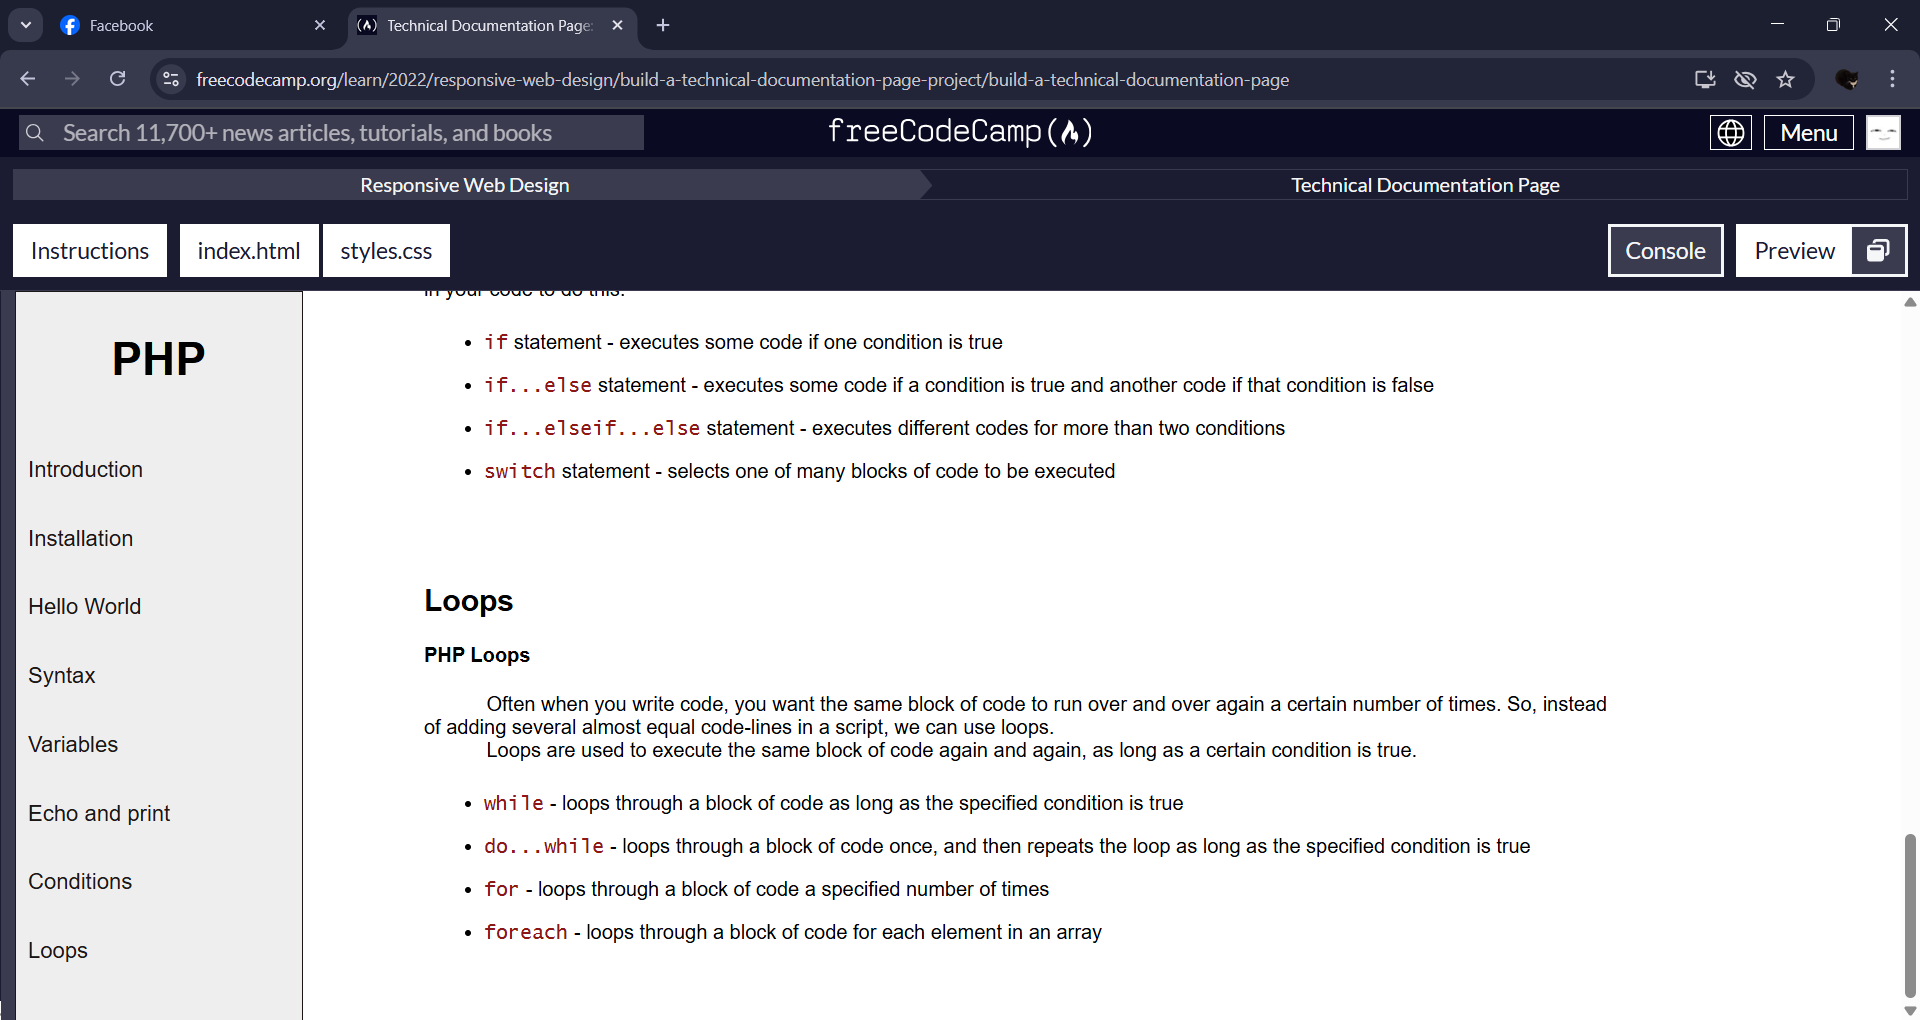 Facebook
Technical Documentation Page:
freecodecamp.org/learn/2022/responsive-web-design/build-a-technical-documentation-page-project/build-a-technical-documentation-page
Search 11,700+ news articles, tutorials, and books
freeCodeCamp
Menu
Responsive Web Design
Technical Documentation Page
Instructions
index.html
styles.css
Console
Preview
PHP
Introduction
Installation
Hello World
Syntax
Variables
Echo and print
Conditions
Loops
in your code to do this:
• if statement - executes some code if one condition is true
• if...else statement - executes some code if a condition is true and another code if that condition is false
• if...elseif...else statement - executes different codes for more than two conditions
• switch statement - selects one of many blocks of code to be executed
Loops
PHP Loops
Often when you write code, you want the same block of code to run over and over again a certain number of times. So, instead
of adding several almost equal code-lines in a script, we can use loops.
Loops are used to execute the same block of code again and again, as long as a certain condition is true.
• while - loops through a block of code as long as the specified condition is true
• do...while - loops through a block of code once, and then repeats the loop as long as the specified condition is true
• for - loops through a block of code a specified number of times
• foreach - loops through a block of code for each element in an array